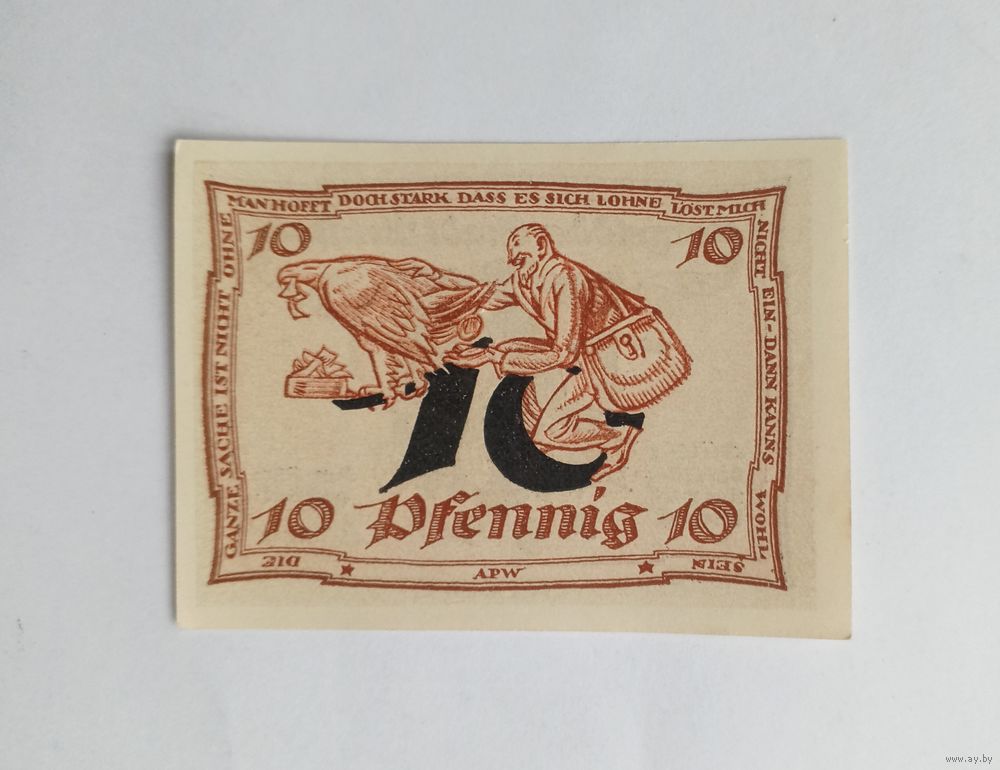 DIE GANZE SACHE IST NICHT OHNE
MAN HOFFT DOCH STARK DASS ES SICH LOHNE LÖST MICH
NICHT EIN - DANN KANNS WOHL SEIN
10
10
10
10 Pfennig 10
APW
www.ay.by